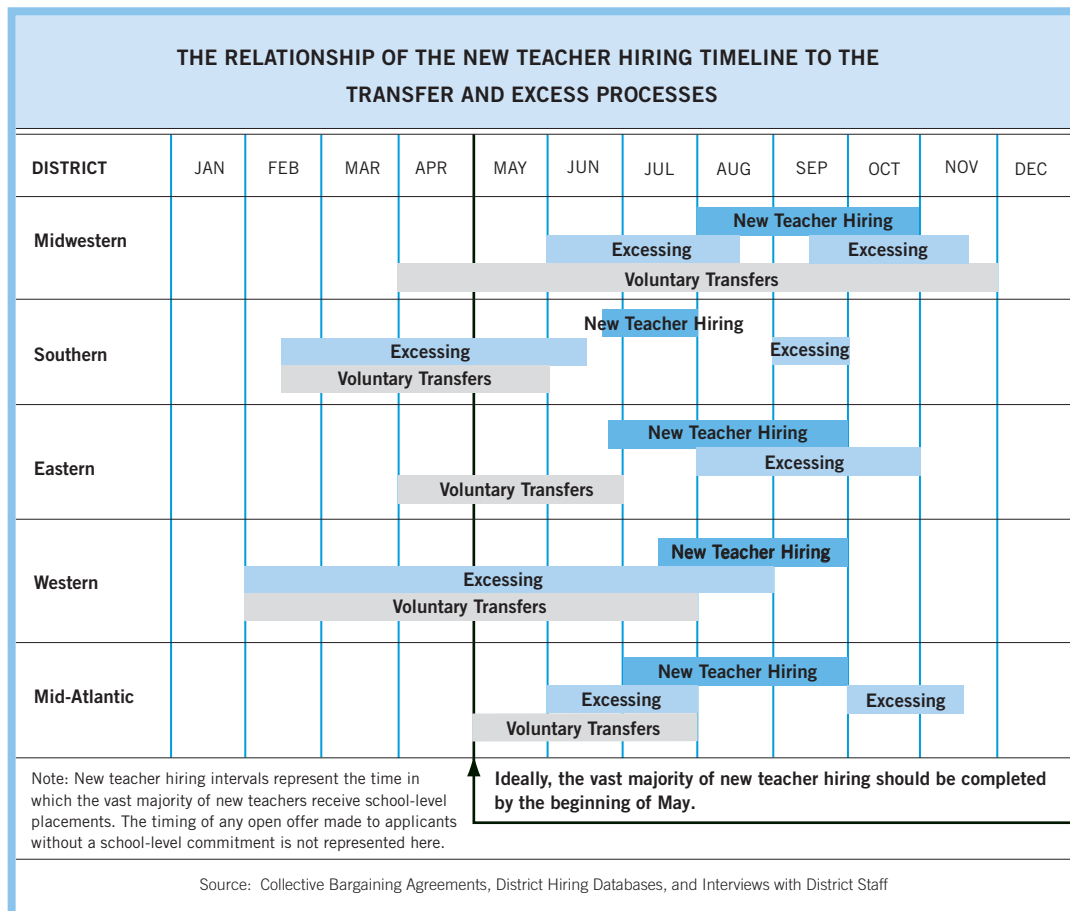 THE RELATIONSHIP OF THE NEW TEACHER HIRING TIMELINE TO THE
TRANSFER AND EXCESS PROCESSES
DISTRICT JAN FEB MAR APR MAY JUN JUL AUG SEP OCT NOV DEC
Midwestern
New Teacher Hiring
Excessing Excessing
Voluntary Transfers
Southern
New Teacher Hiring
Excessing Excessing
Voluntary Transfers
Eastern
New Teacher Hiring
Excessing
Voluntary Transfers
Western
New Teacher Hiring
Excessing
Voluntary Transfers
Mid-Atlantic
New Teacher Hiring
Excessing Excessing
Voluntary Transfers
Note: New teacher hiring intervals represent the time in
which the vast majority of new teachers receive school-level
placements. The timing of any open offer made to applicants
without a school-level commitment is not represented here.
Ideally, the vast majority of new teacher hiring should be completed
by the beginning of May.
Source: Collective Bargaining Agreements, District Hiring Databases, and Interviews with District Staff